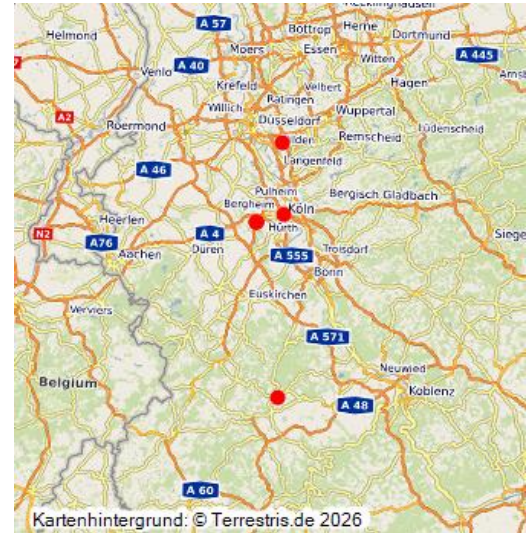 Recklinghausen
Helmond
A 57
Bottrop
Herne
Dortmund
Moers
Essen
A 445
Venlo
A 40
Witten
Krefeld
Velbert
Hagen
Willich
Ratingen
A2
Wuppertal
Roermond
Düsseldorf
Lüdenscheid
lden
Remscheid
A 46
Langenfeld
Pulheim
Bergisch Gladbach
Bergheim
Köln
Heerlen
Hürth
N2
A76
A 4
Siege
Aachen
Düren
A 555
Troisdorf
Bonn
Euskirchen
Verviers
A 571
Neuwied
Belgium
Koblenz
A 48
A 60
Kartenhintergrund: © Terrestris.de 2026